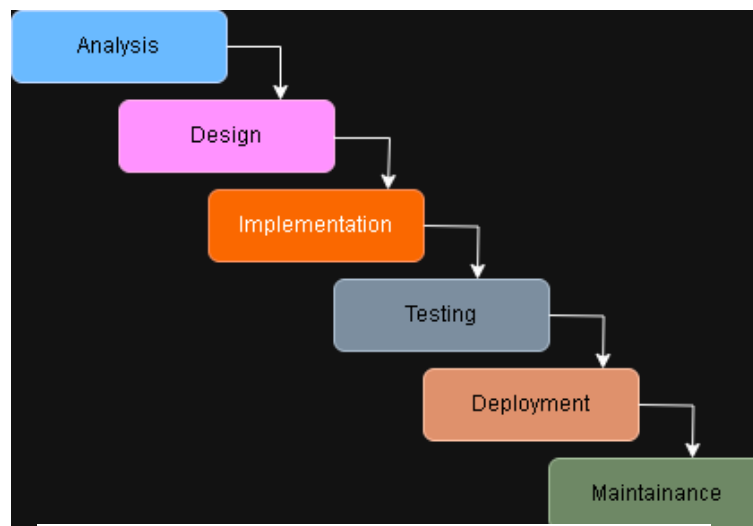 Analysis
Design
Implementation
Testing
Deployment
Maintainance